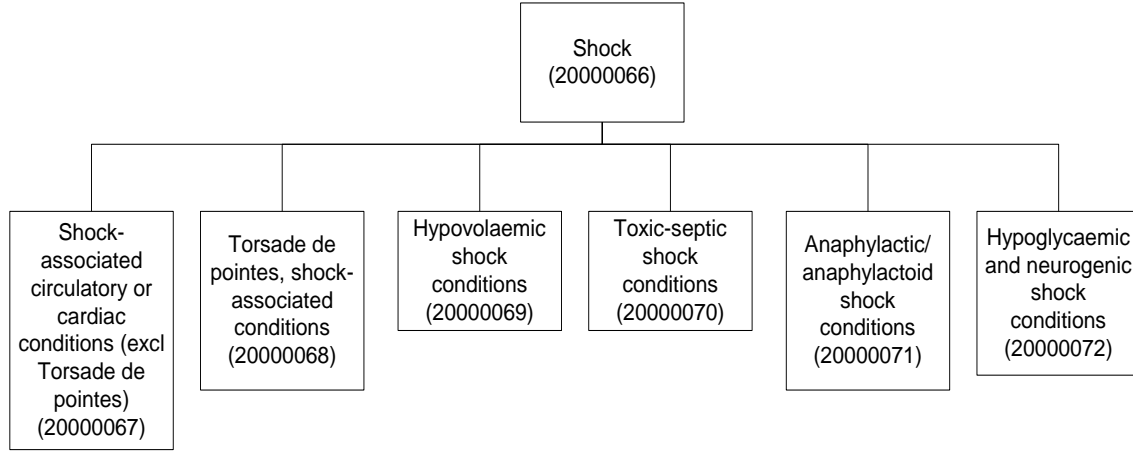 Shock
(20000066)
Shock-
associated
circulatory or
cardiac
conditions (excl
Torsade de
pointes)
(20000067)
Torsade de
pointes, shock-
associated
conditions
(20000068)
Hypovolaemic
shock
conditions
(20000069)
Toxic-septic
shock
conditions
(20000070)
Anaphylactic/
anaphylactoid
shock
conditions
(20000071)
Hypoglycaemic
and neurogenic
shock
conditions
(20000072)